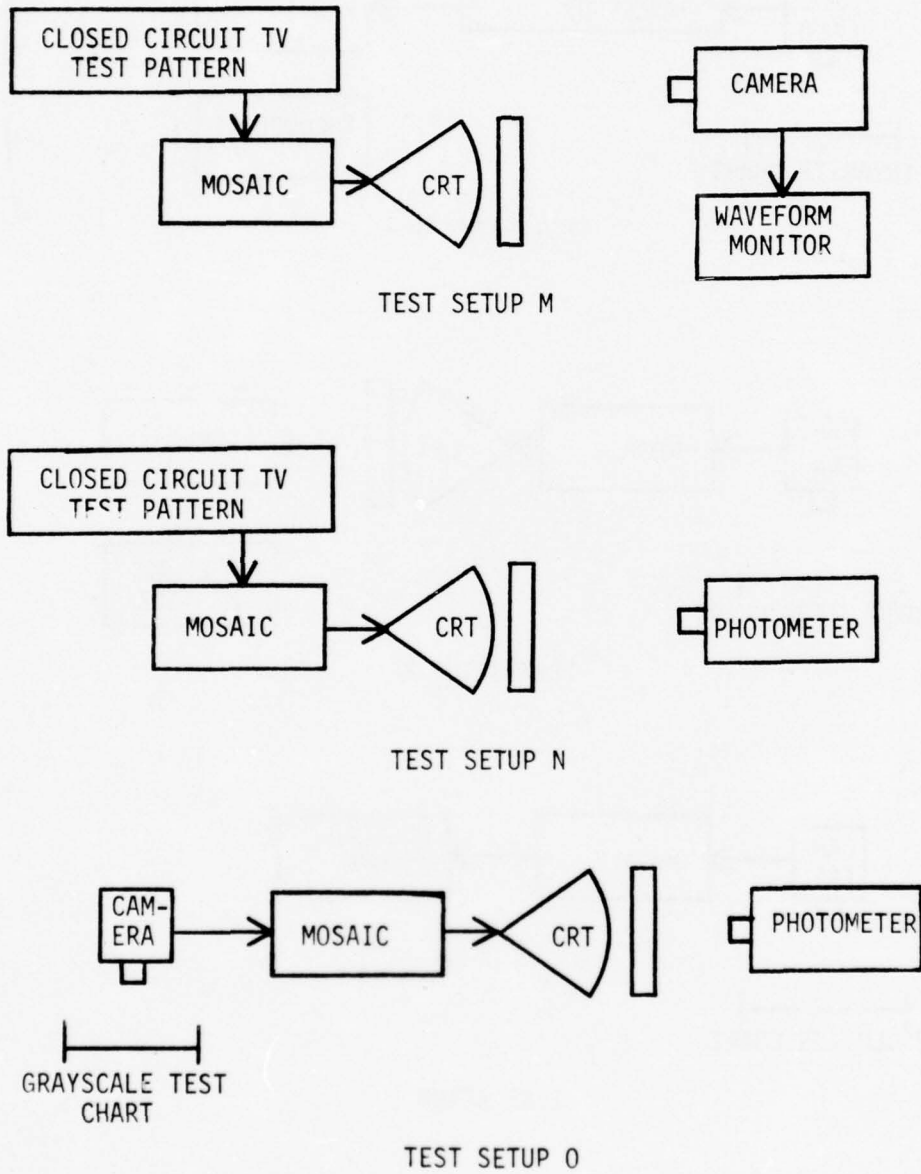 CLOSED CIRCUIT TV
TEST PATTERN
MOSAIC
CRT
CAMERA
WAVEFORM
MONITOR
TEST SETUP M
CLOSED CIRCUIT TV
TEST PATTERN
MOSAIC
CRT
PHOTOMETER
TEST SETUP N
CAM-
ERA
MOSAIC
CRT
PHOTOMETER
GRAYSCALE TEST
CHART
TEST SETUP O